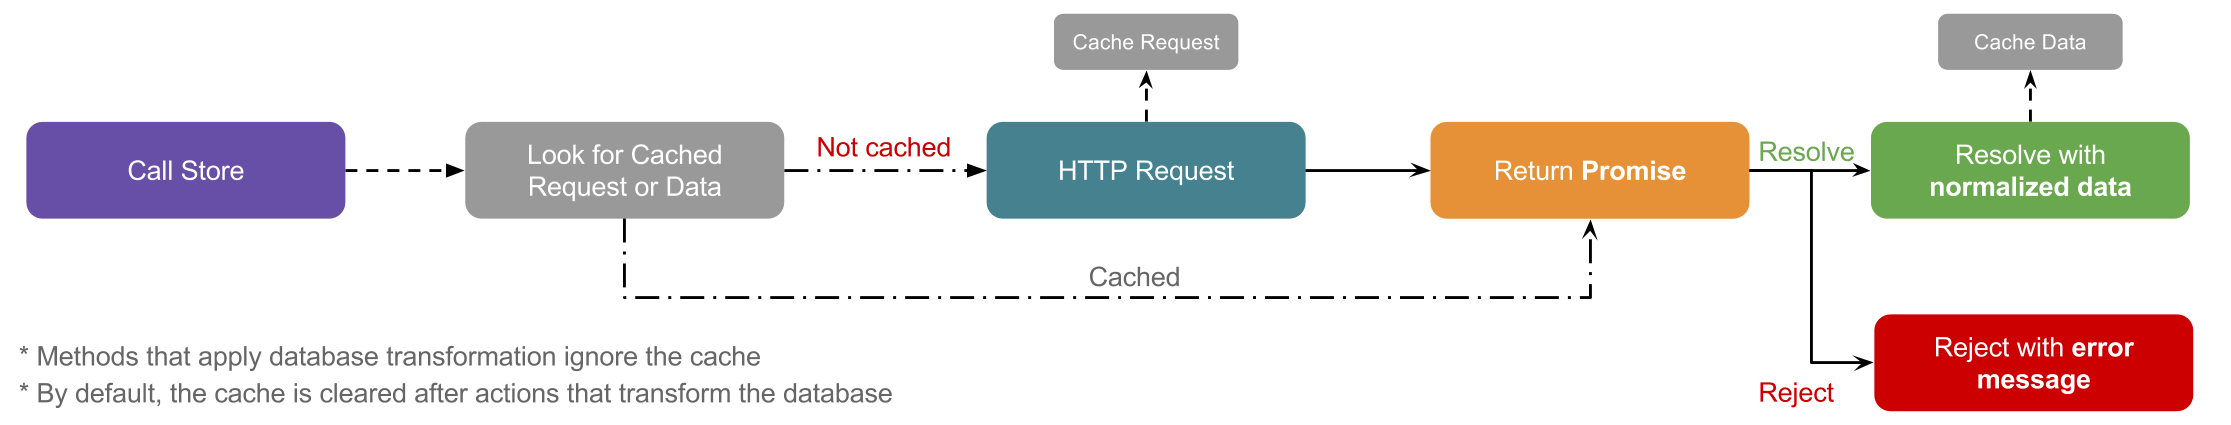 Cache Request
Cache Data
Call Store
Look for Cached
Request or Data
Not cached
HTTP Request
Return Promise
Resolve
Resolve with
normalized data
Cached
* Methods that apply database transformation ignore the cache
* By default, the cache is cleared after actions that transform the database
Reject
Reject with error
message